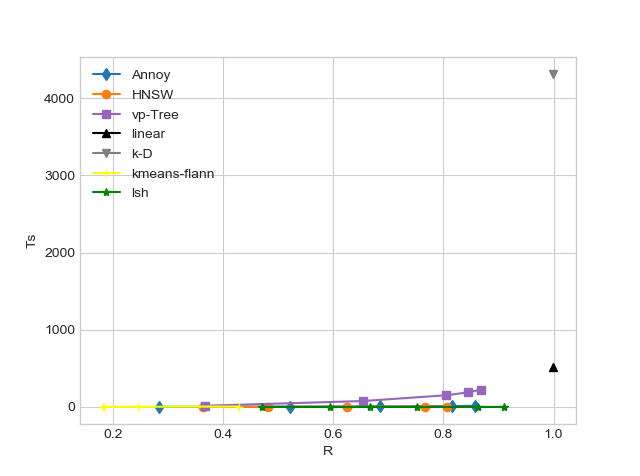 Annoy
HNSW
vp-Tree
linear
k-D
kmeans-flann
lsh
4000
3000
2000
1000
0
Ts
0.2 0.4 0.6 0.8 1.0
R